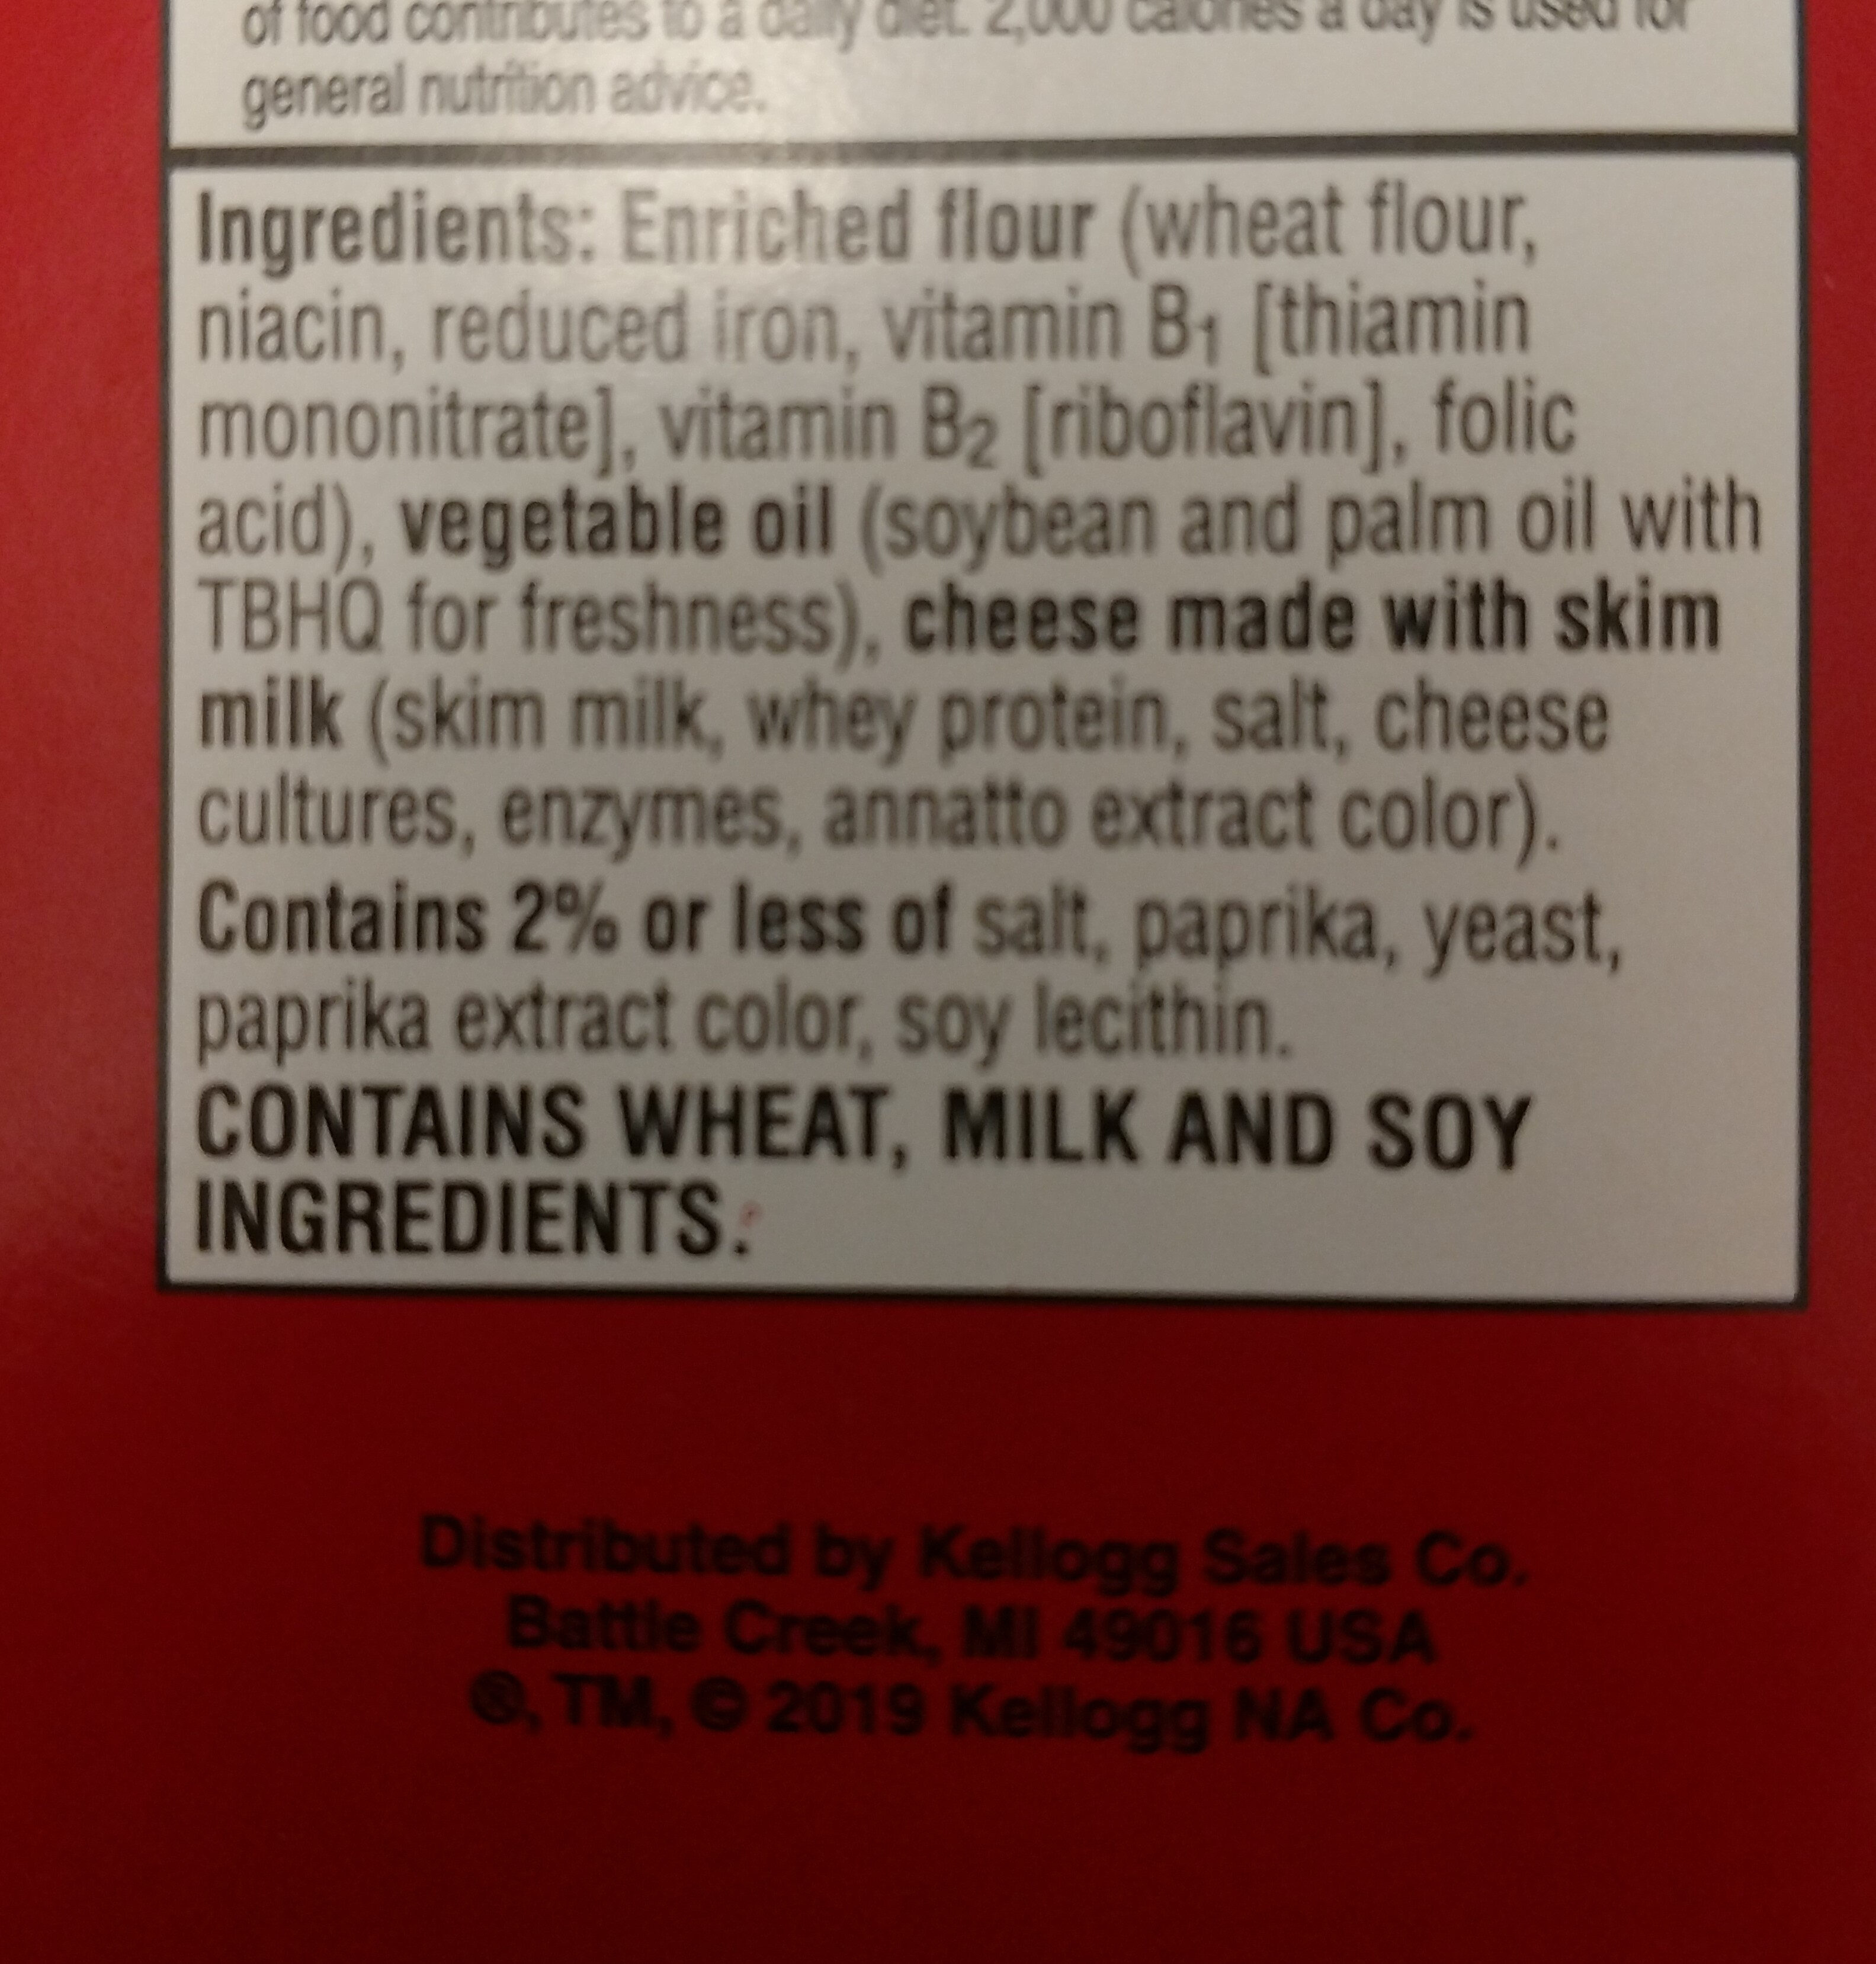 of food contributes to a daily diet. 2,000 calories a day is used for
general nutrition advice.
Ingredients: Enriched flour (wheat flour,
niacin, reduced iron, vitamin B₁ [thiamin
mononitrate], vitamin B₂ [riboflavin], folic
acid), vegetable oil (soybean and palm oil with
TBHQ for freshness), cheese made with skim
milk (skim milk, whey protein, salt, cheese
cultures, enzymes, annatto extract color).
Contains 2% or less of salt, paprika, yeast,
paprika extract color, soy lecithin.
CONTAINS WHEAT, MILK AND SOY
INGREDIENTS.
Distributed by Kellogg Sales Co.
Battle Creek, MI 49016 USA
®, TM, © 2019 Kellogg NA Co.